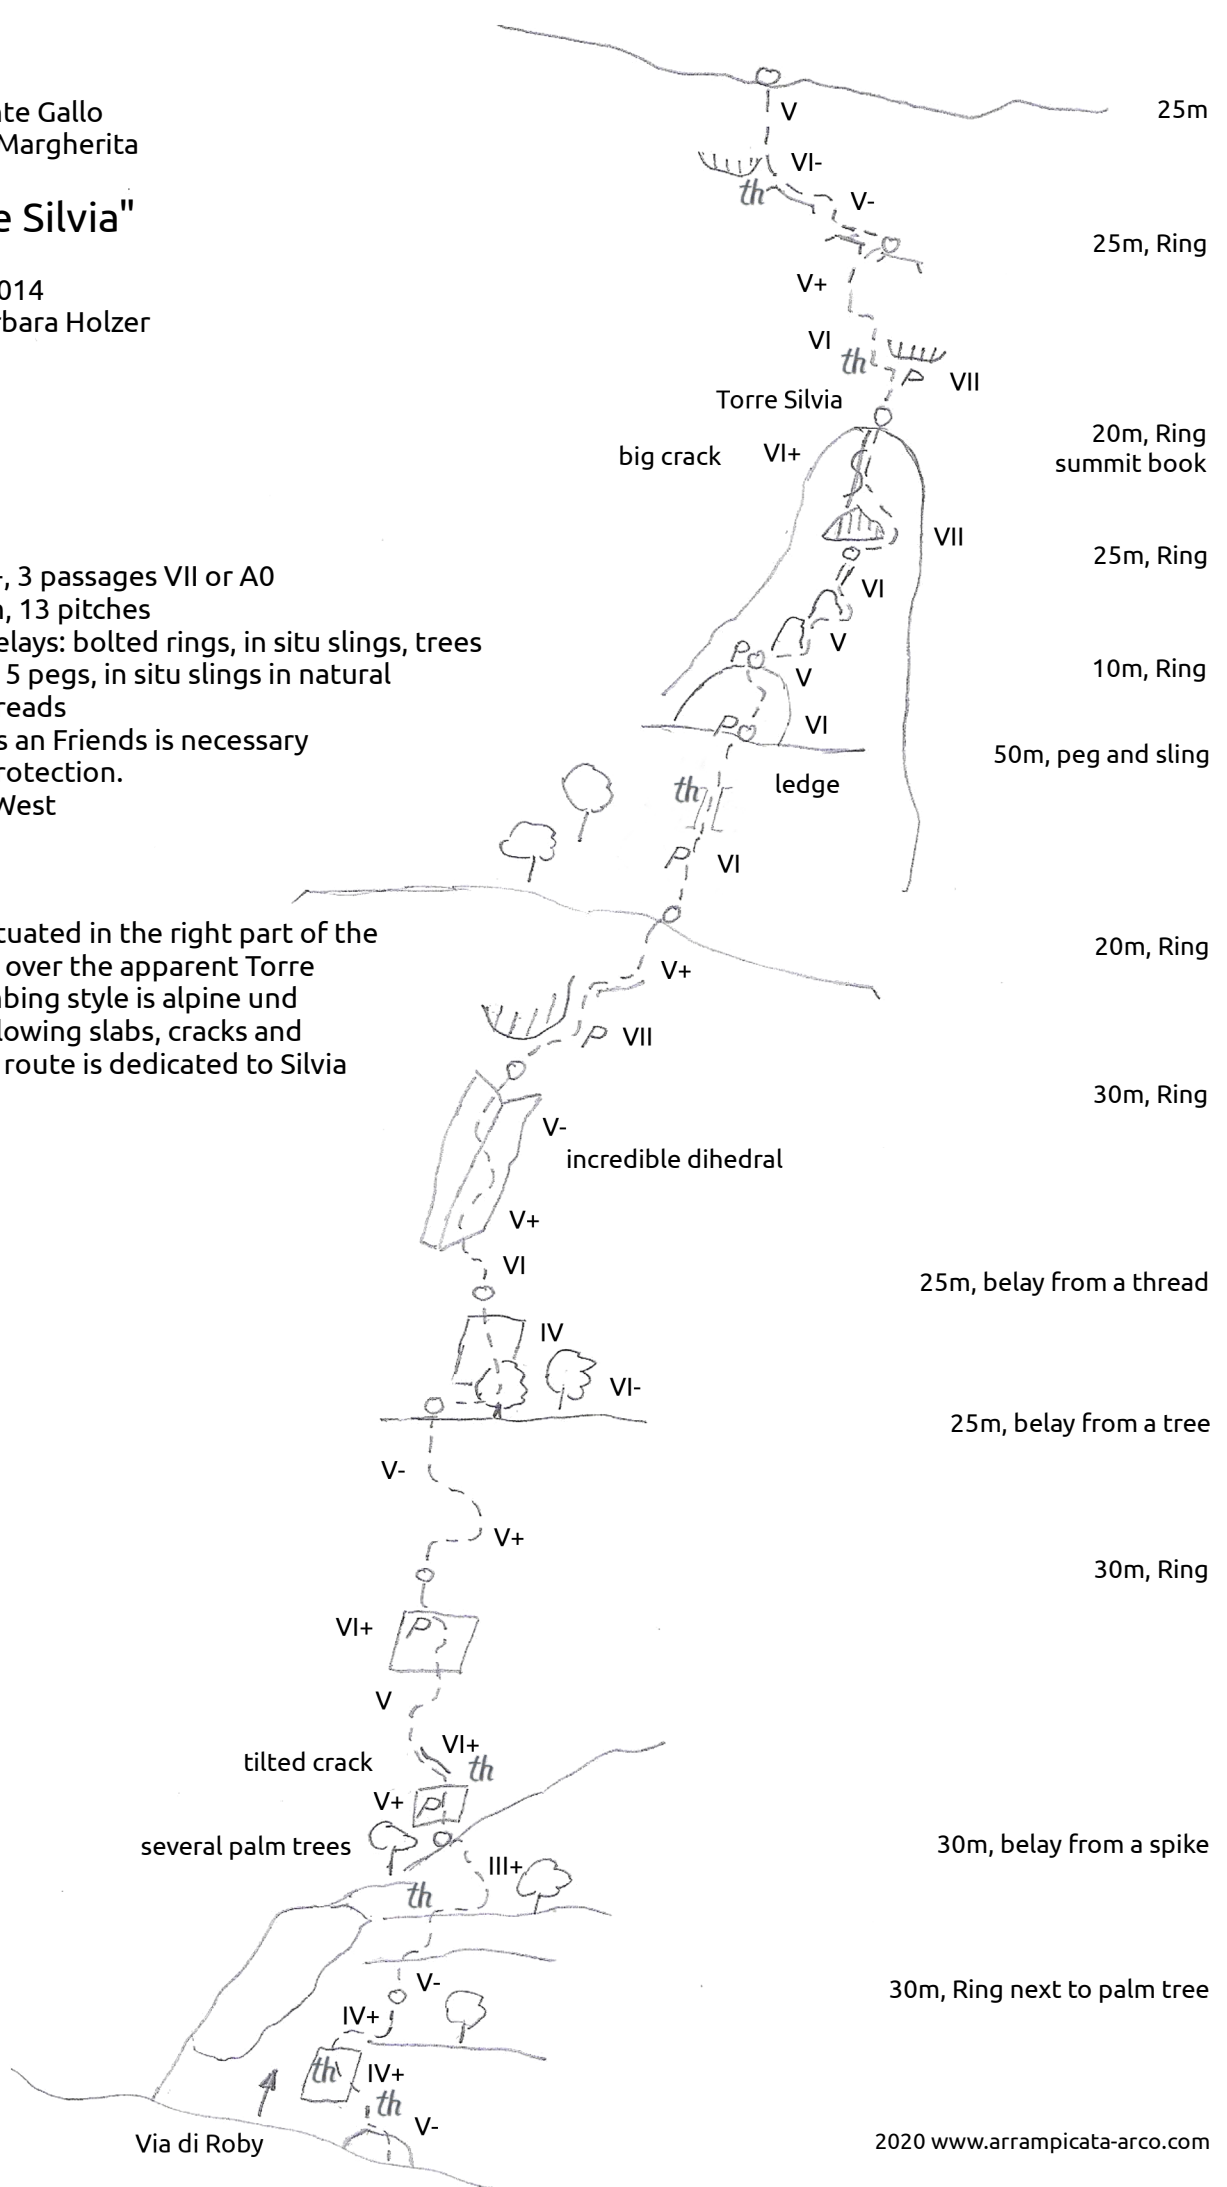 te Gallo
Margherita
e Silvia"
014
bara Holzer
-, 3 passages VII or A0
, 13 pitches
elays: bolted rings, in situ slings, trees
5 pegs, in situ slings in natural
reads
s an Friends is necessary
rotection.
West
tuated in the right part of the
over the apparent Torre
bing style is alpine und
lowing slabs, cracks and
route is dedicated to Silvia
V
25m
VI-
th
V-
25m, Ring
V+
VI
th
P
VII
Torre Silvia
20m, Ring
summit book
big crack
VI+
VII
25m, Ring
VI
V
P
V
10m, Ring
P
VI
50m, peg and sling
th
ledge
P
VI
20m, Ring
V+
P
VII
30m, Ring
V-
incredible dihedral
V+
VI
25m, belay from a thread
IV
VI-
25m, belay from a tree
V-
V+
30m, Ring
VI+
P
V
VI+
tilted crack
th
V+
P
several palm trees
30m, belay from a spike
III+
th
V-
30m, Ring next to palm tree
IV+
th
IV+
th
V-
Via di Roby
2020 www.arrampicata-arco.com